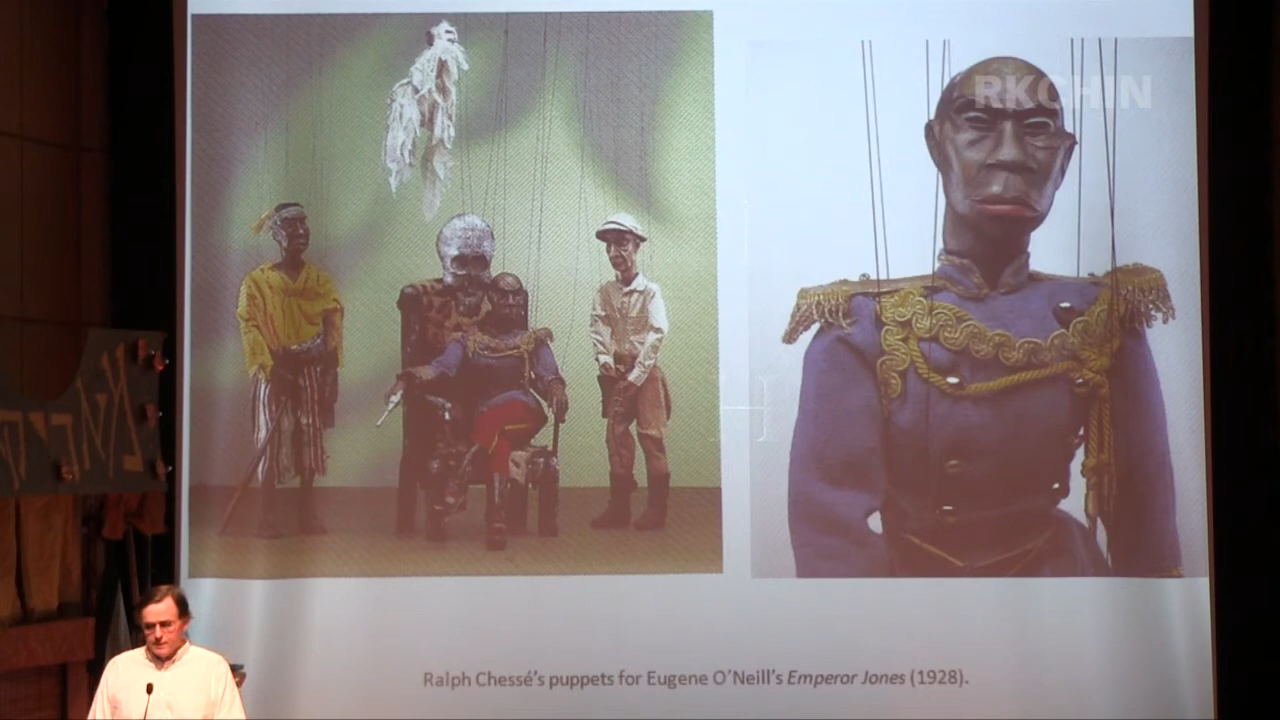 RKCHIN
Ralph Chessé's puppets for Eugene O'Neill's Emperor Jones (1928).